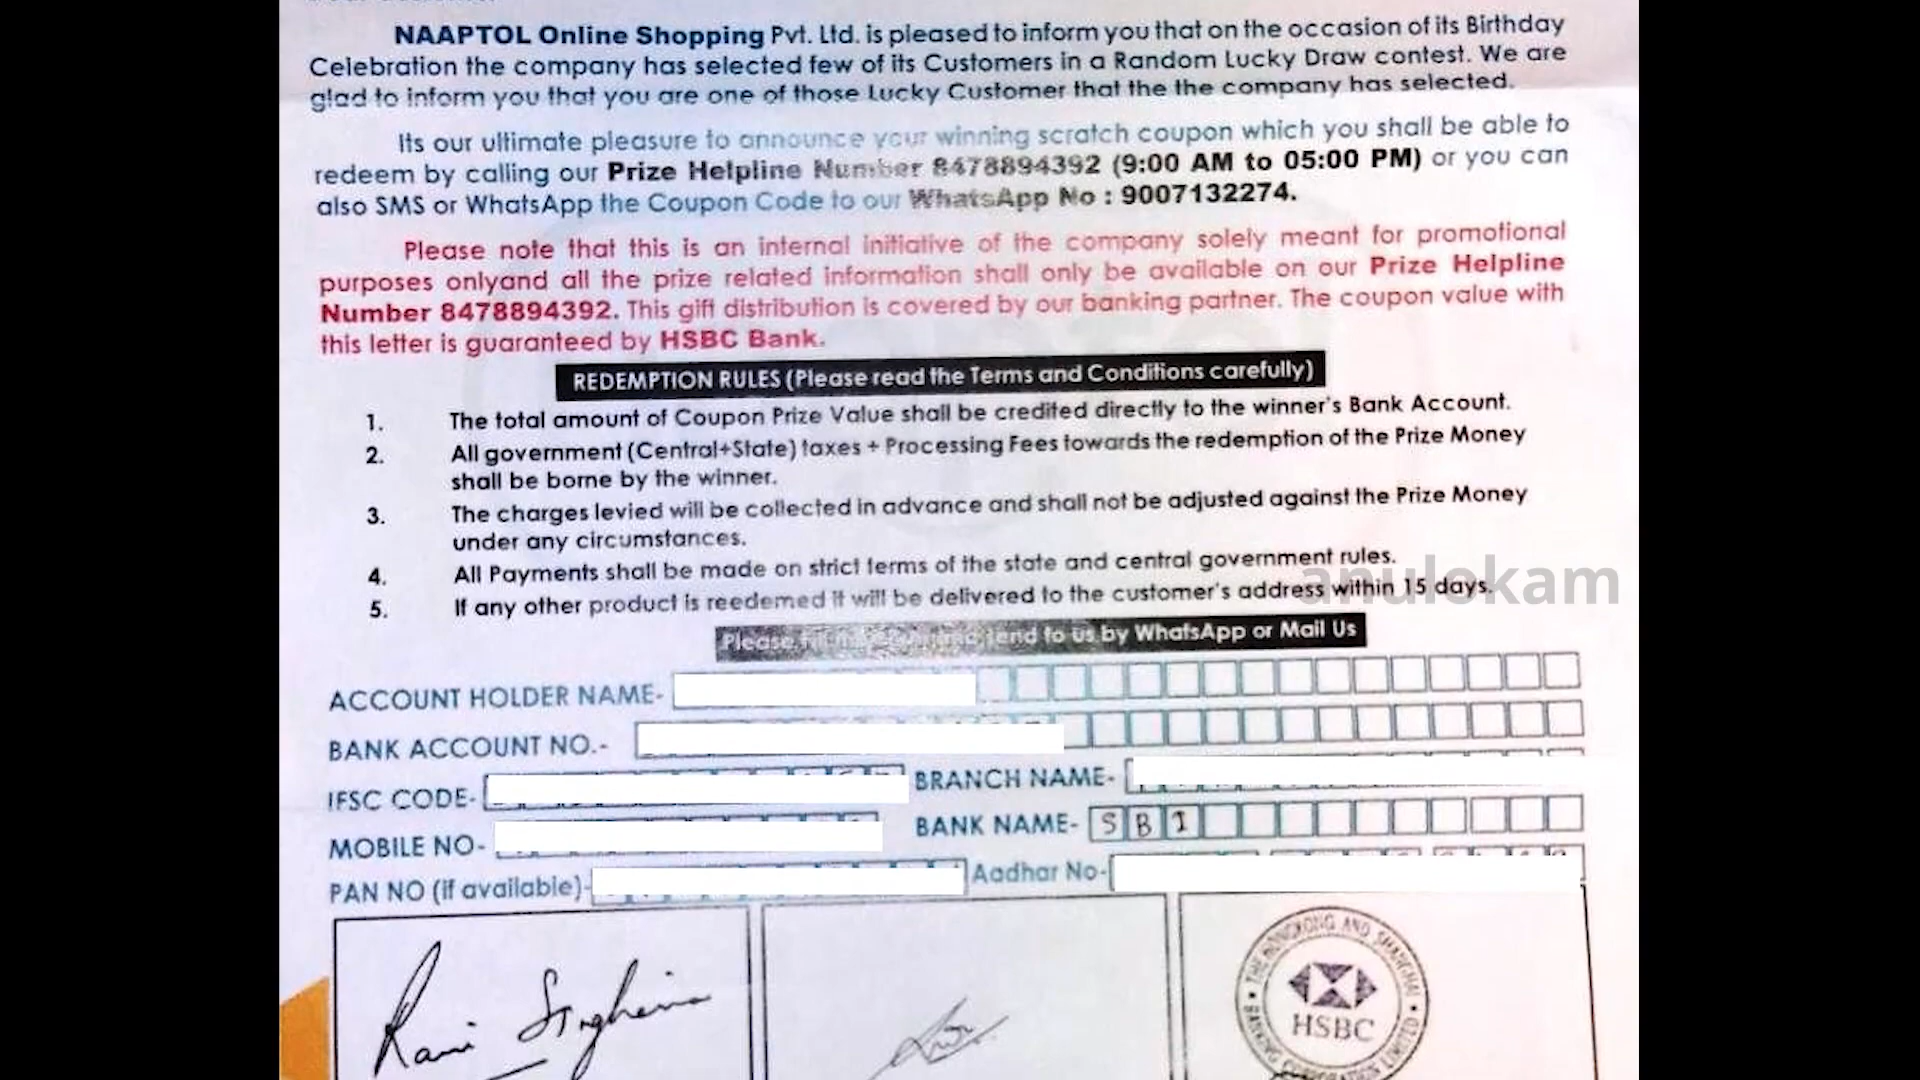 NAAPTOL Online Shopping Pvt. Ltd. is pleased to inform you that on the occasion of its Birthday
Celebration the company has selected few of its Customers in a Random Lucky Draw contest. We are
glad to inform you that you are one of those Lucky Customer that the the company has selected.
Its our ultimate pleasure to announce your winning scratch coupon which you shall be able to
redeem by calling our Prize Helpline Number 8478894392 (9:00 AM to 05:00 PM) or you can
also SMS or WhatsApp the Coupon Code to our WhatsApp No : 9007132274.
Please note that this is an internal initiative of the company solely meant for promotional
purposes onlyand all the prize related information shall only be available on our Prize Helpline
Number 8478894392. This gift distribution is covered by our banking partner. The coupon value with
this letter is guaranteed by HSBC Bank.
REDEMPTION RULES (Please read the Terms and Conditions carefully)
1. The total amount of Coupon Prize Value shall be credited directly to the winner's Bank Account.
2. All government (Central+State) taxes + Processing Fees towards the redemption of the Prize Money
shall be borne by the winner.
3. The charges levied will be collected in advance and shall not be adjusted against the Prize Money
under any circumstances.
4. All Payments shall be made on strict terms of the state and central government rules.
5. If any other product is reedemed it will be delivered to the customer's address within 15 days.
anulokam
Please send to us by WhatsApp or Mail Us
ACCOUNT HOLDER NAME-
BANK ACCOUNT NO.-
IFSC CODE- BRANCH NAME-
MOBILE NO- BANK NAME- SBI
PAN NO (if available)- Aadhar No-
THE HONGKONG AND SHANGHAI
BANKING CORPORATION LIMITED
HSBC